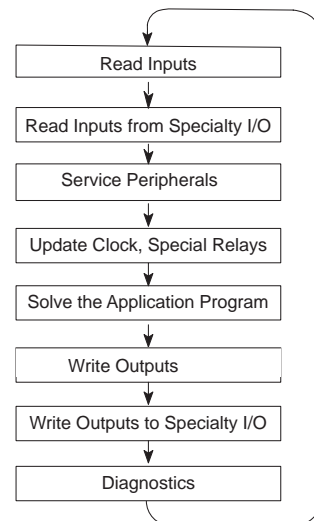 Read Inputs
Read Inputs from Specialty I/O
Service Peripherals
Update Clock, Special Relays
Solve the Application Program
Write Outputs
Write Outputs to Specialty I/O
Diagnostics